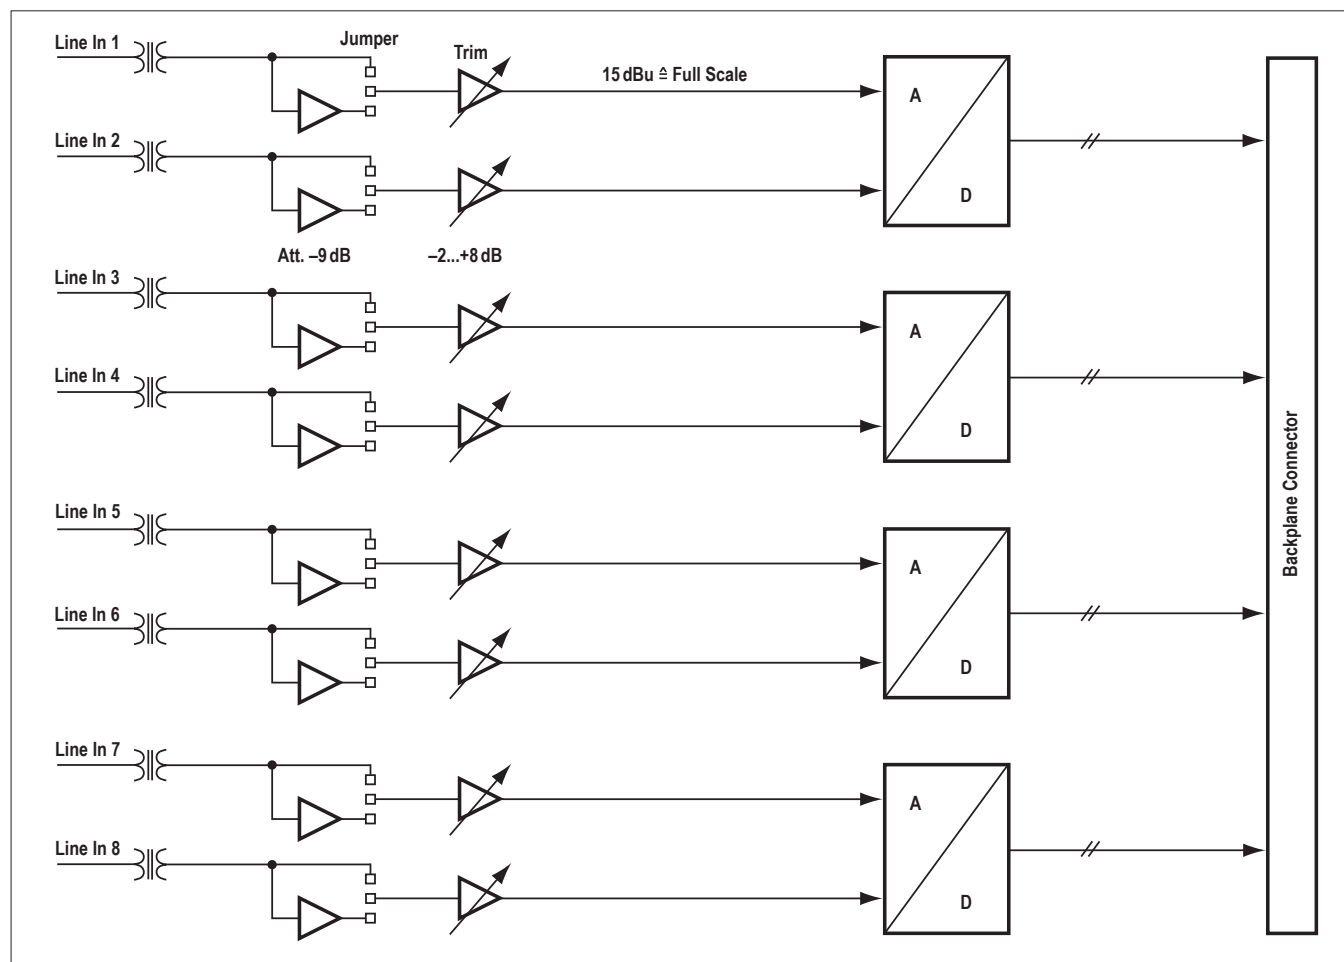 Line In 1
Jumper
Trim
15 dBu ≙ Full Scale
A
D
Line In 2
Att. –9 dB
–2...+8 dB
Line In 3
A
D
Line In 4
Line In 5
A
D
Line In 6
Line In 7
A
D
Line In 8
Backplane Connector